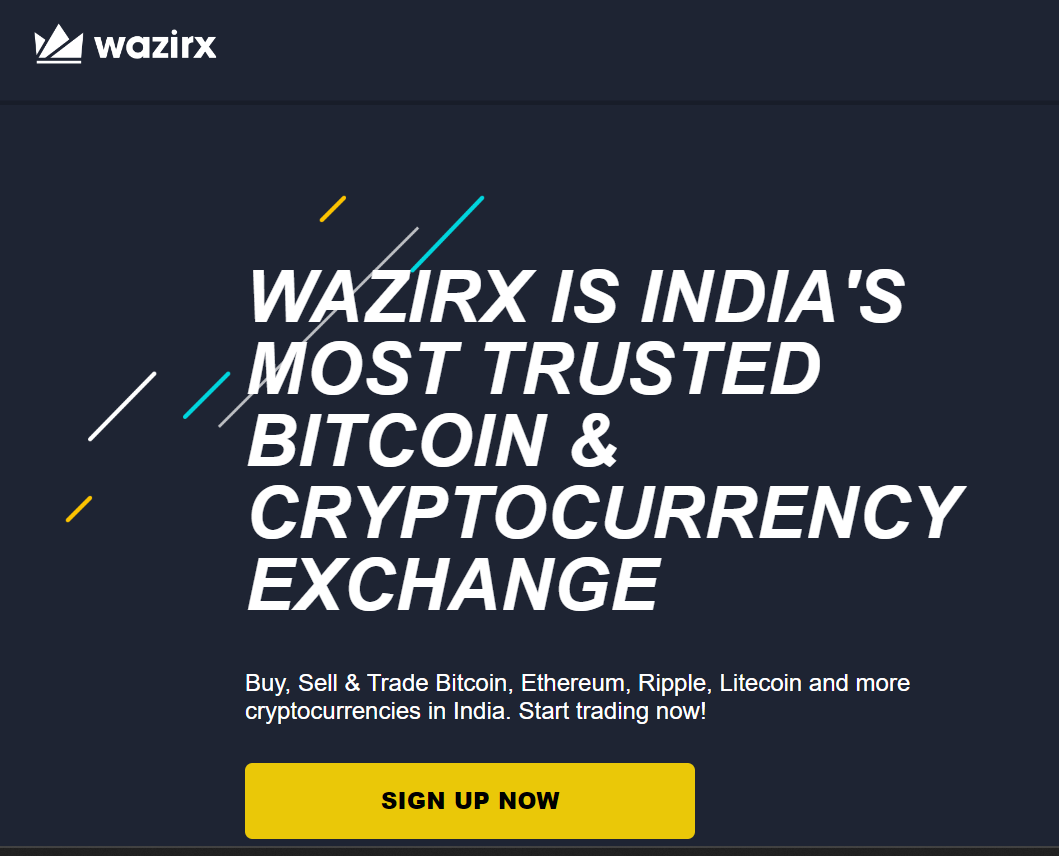 wazirx
WAZIRX IS INDIA'S
MOST TRUSTED
BITCOIN &
CRYPTOCURRENCY
EXCHANGE
Buy, Sell & Trade Bitcoin, Ethereum, Ripple, Litecoin and more
cryptocurrencies in India. Start trading now!
SIGN UP NOW